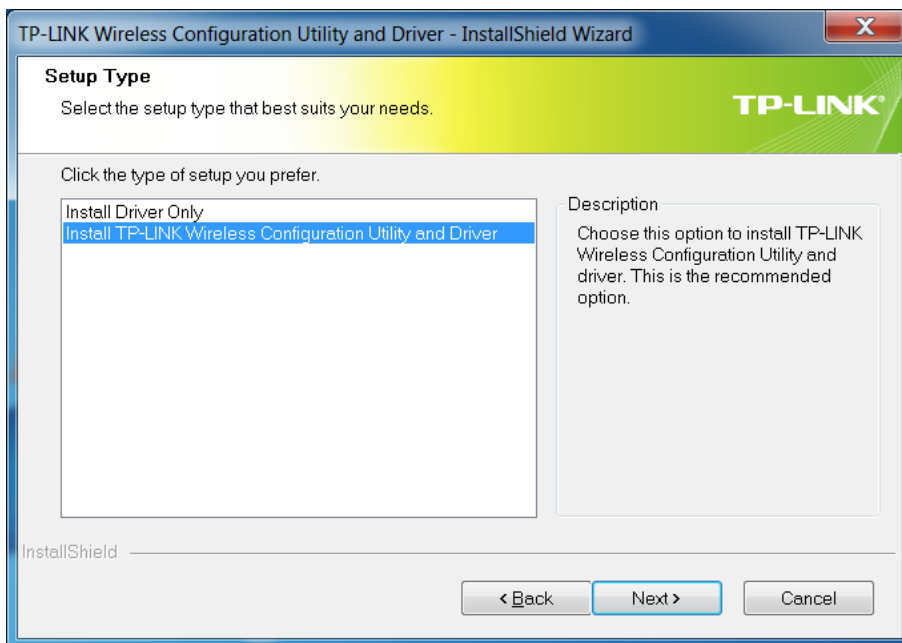 TP-LINK Wireless Configuration Utility and Driver - InstallShield Wizard
Setup Type
Select the setup type that best suits your needs.
TP-LINK®
Click the type of setup you prefer.
Install Driver Only
Install TP-LINK Wireless Configuration Utility and Driver
Description
Choose this option to install TP-LINK
Wireless Configuration Utility and
driver. This is the recommended
option.
InstallShield
< Back
Next >
Cancel